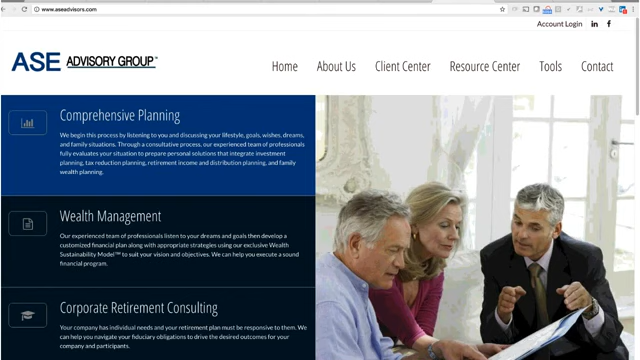 www.aseadvisors.com
Account Login
ASE ADVISORY GROUP™
Home About Us Client Center Resource Center Tools Contact
Comprehensive Planning
We begin this process by listening to you and discussing your lifestyle, goals, wishes, dreams,
and family situations. Through a consultative process, our experienced team of professionals
fully evaluates your situation to prepare personal solutions that integrate investment
planning, tax reduction planning, retirement income and distribution planning, and family
wealth planning.
Wealth Management
Our experienced team of professionals listen to your dreams and goals then develop a
customized financial plan along with appropriate strategies using our exclusive Wealth
Sustainability Model™ to suit your vision and objectives. We can help you execute a sound
financial program.
Corporate Retirement Consulting
Your company has individual needs and your retirement plan must be responsive to them. We
can help you navigate your fiduciary obligations to drive the desired outcomes for your
company and participants.